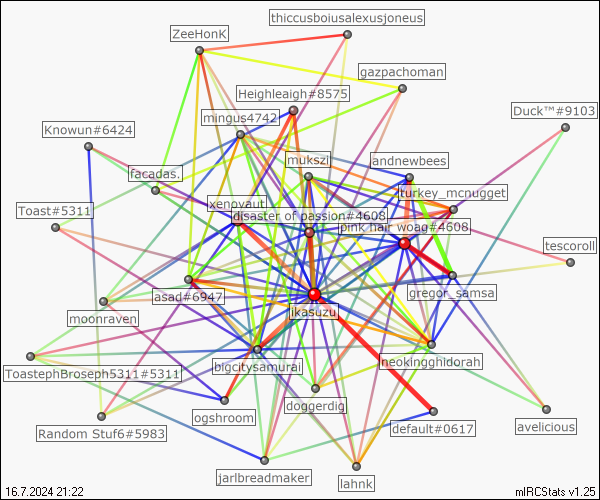 thiccusboiusalexusjoneus
ZeeHonK
gazpachoman
Heighleaigh#8575
Duck™#9103
mingus4742
Knowun#6424
mukszi
andnewbees
facadas.
turkey_mcnugget
xenovaut
Toast#5311
disaster of passion#4608
pink hair woag#4608
tescoroll
asad#6947
gregor_samsa
moonraven
ikasuzu
bigcitysamurai
neokingghidorah
ToastephBroseph5311#5311
doggerdig
ogshroom
default#0617
avelicious
Random Stuf6#5983
jarlbreadmaker
lahnk
16.7.2024 21:22
mIRCStats v1.25